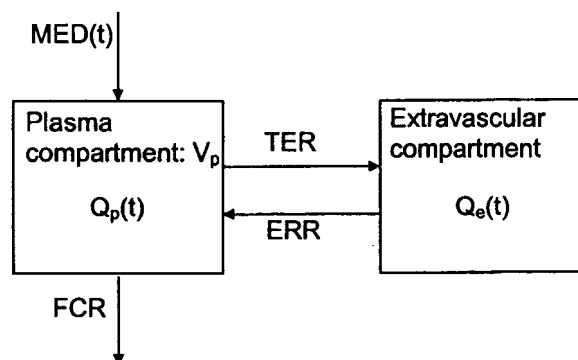 MED(t)
Plasma
compartment: Vₚ
Qₚ(t)
TER
ERR
Extravascular
compartment
Qₑ(t)
FCR